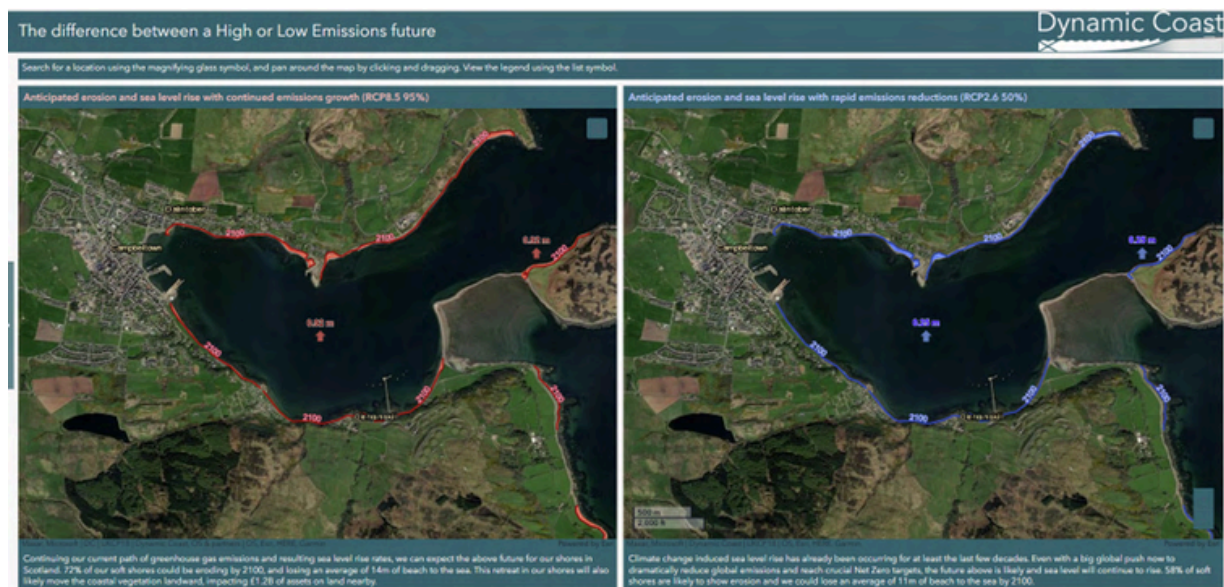 The difference between a High or Low Emissions future
Dynamic Coast
Search for a location using the magnifying glass symbol, and pan around the map by clicking and dragging. View the legend using the list symbol.
Anticipated erosion and sea level rise with continued emissions growth (RCP8.5 95%)
2100
2100
Campbeltown
2100
2100
2100
2100
Continuing our current path of greenhouse gas emissions and resulting sea level rise rates, we can expect the above future for our shores in
Scotland. 72% of our soft shores could be eroding by 2100, and losing an average of 14m of beach to the sea. This retreat in our shores will also
likely move the coastal vegetation landward, impacting £1.2B of assets on land nearby.
Anticipated erosion and sea level rise with rapid emissions reductions (RCP2.6 50%)
2100
2100
Campbeltown
2100
2100
2100
2100
500 m
2,000 ft
Climate change induced sea level rise has already been occurring for at least the last few decades. Even with a big global push now to
dramatically reduce global emissions and reach crucial Net Zero targets, the future above is likely and sea level will continue to rise. 58% of soft
shores are likely to show erosion and we could lose an average of 11m of beach to the sea by 2100.